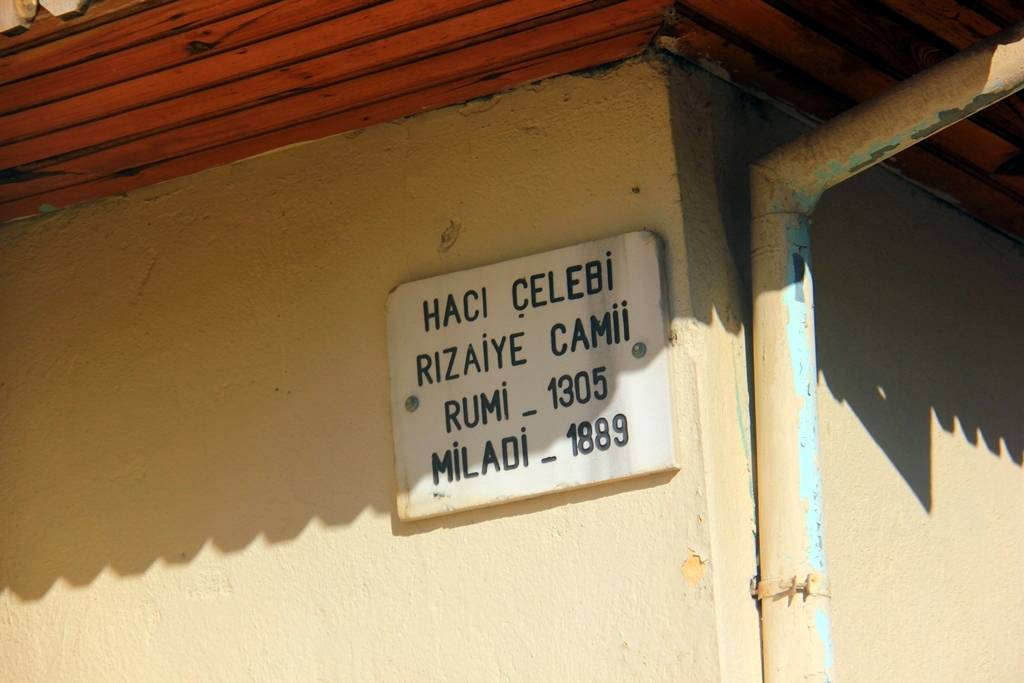 HACI ÇELEBİ
RIZAİYE CAMİİ
RUMİ _ 1305
MİLADİ _ 1889